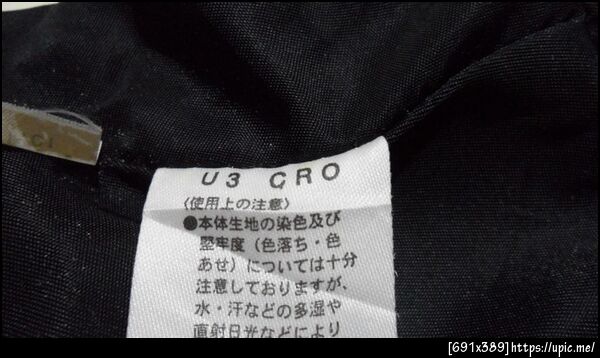 CT
U3 CRO
〈使用上の注意〉
●本体生地の染色及び
堅牢度（色落ち・色
あせ）については十分
注意しておりますが、
水・汗などの多湿や
直射日光などにより
[691x389]https://upic.me/